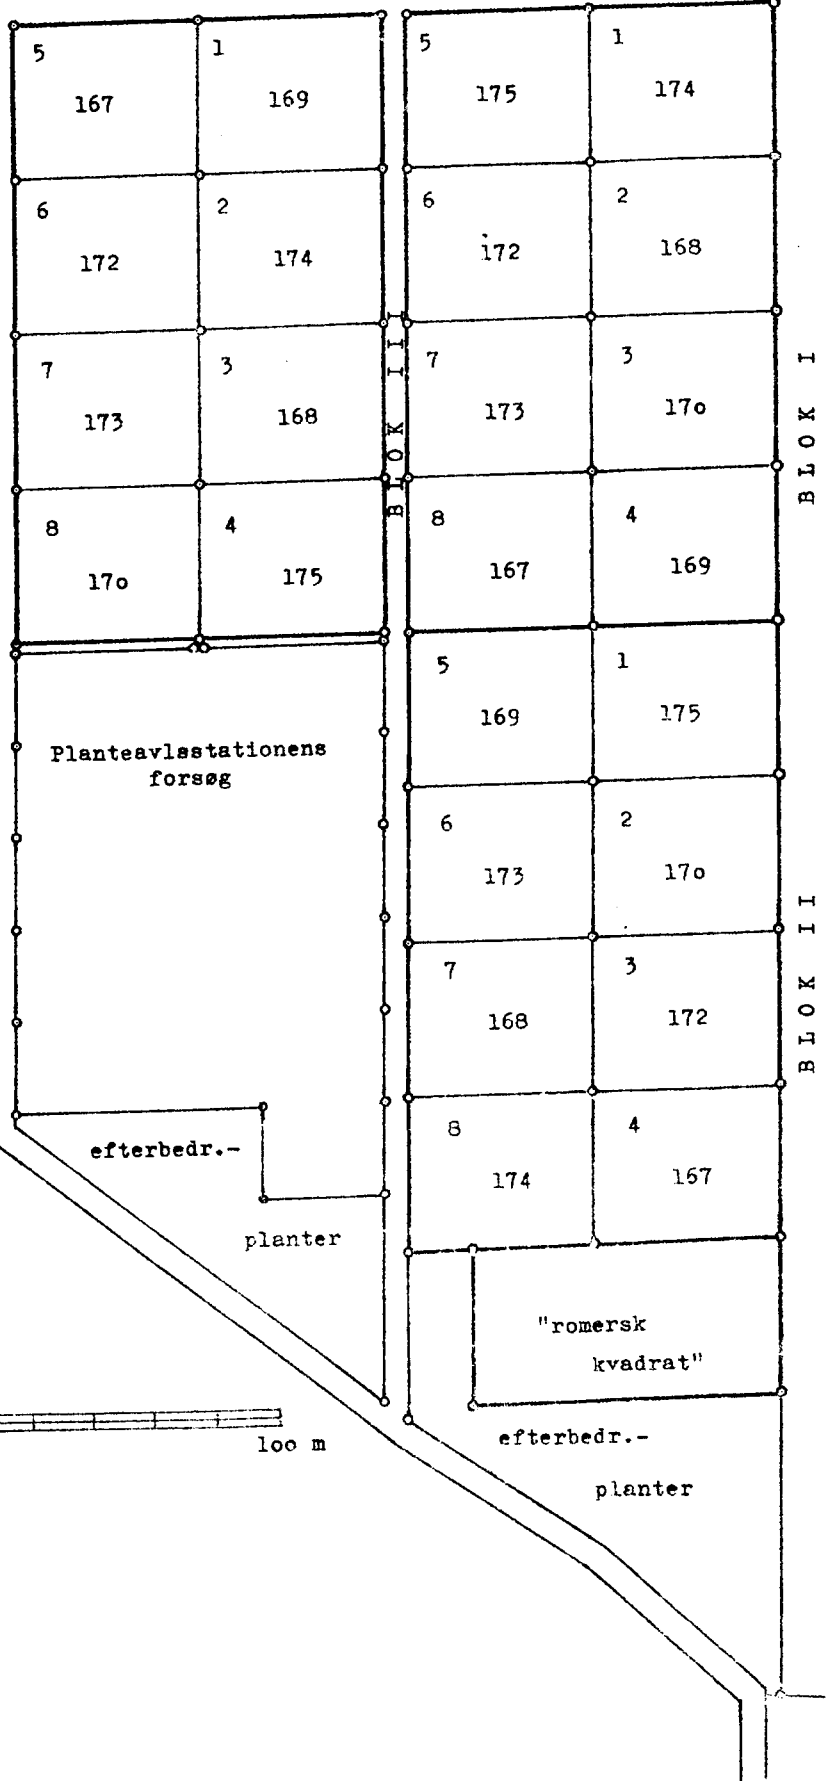 5 1
167 169
6 2
172 174
7 3
173 168
8 4
17o 175
BLOK III
5 1
175 174
6 2
172 168
7 3
173 17o
8 4
167 169
BLOK I
5 1
169 175
6 2
173 17o
7 3
168 172
8 4
174 167
BLOK II
Planteavlsstationens
forsøg
efterbedr.-
planter
"romersk
kvadrat"
efterbedr.-
planter
loo m